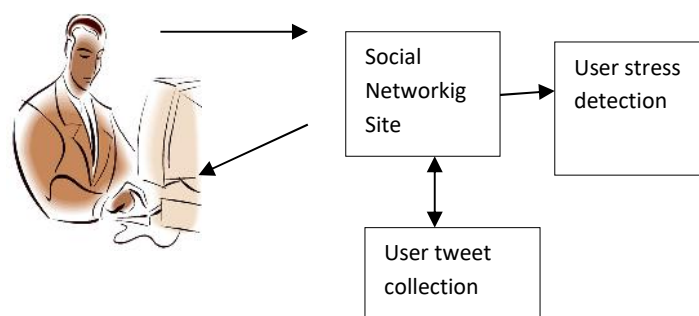 Social
Networkig
Site
User stress
detection
User tweet
collection